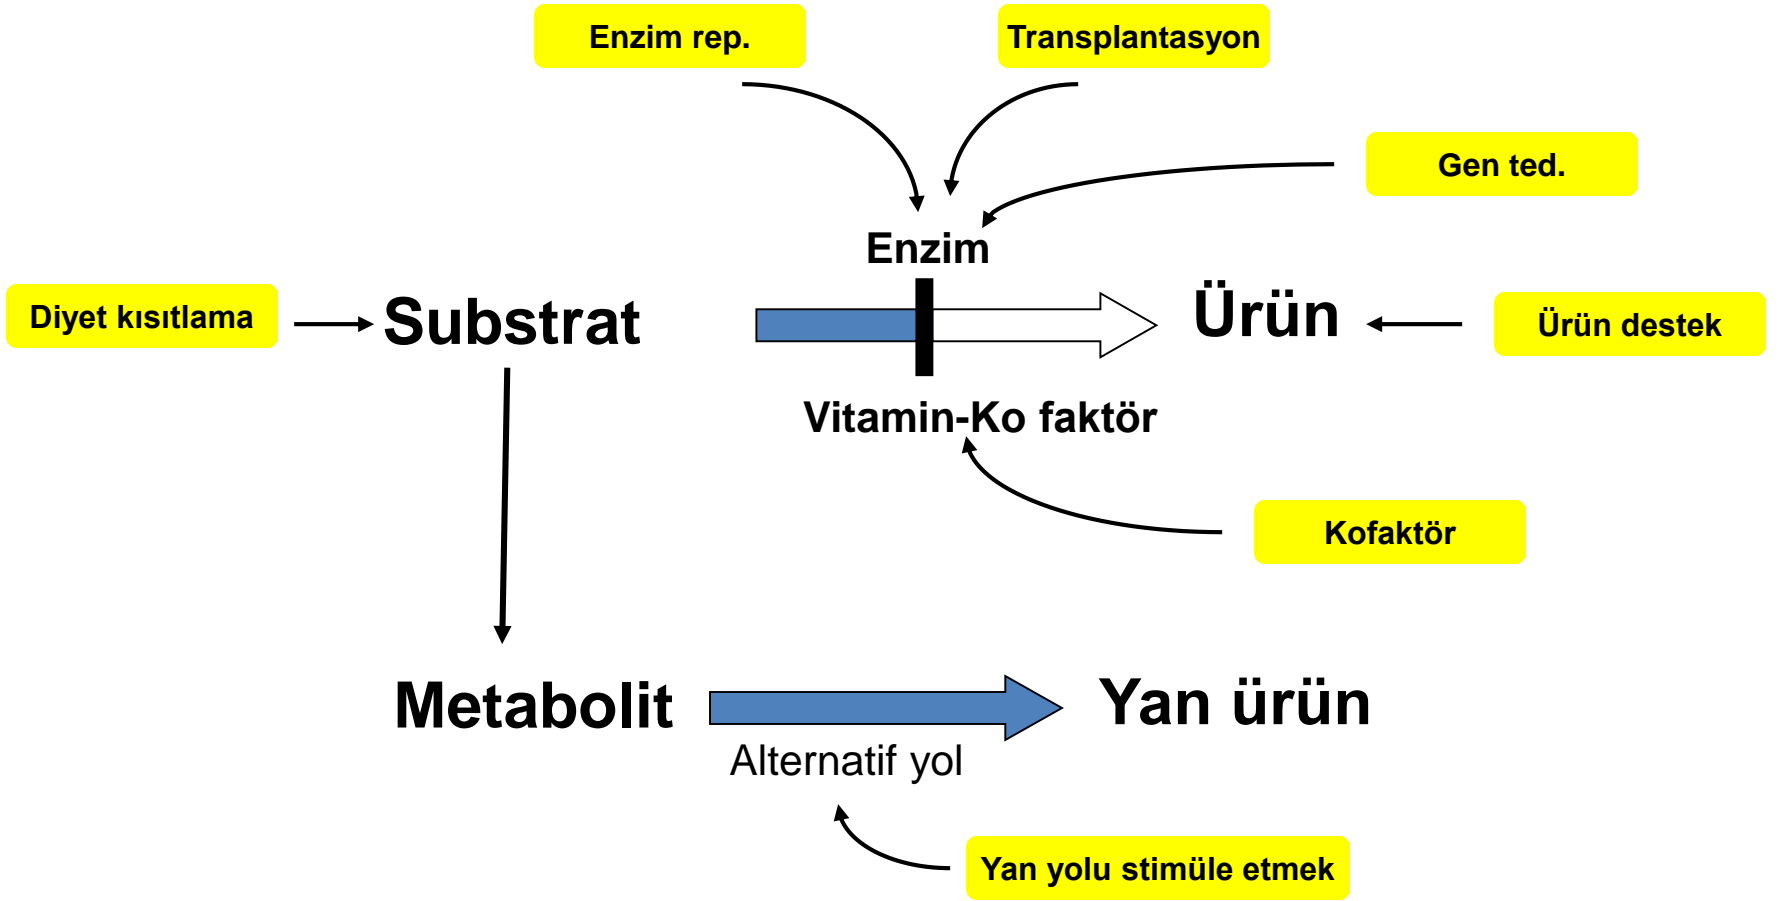 Enzim rep.
Transplantasyon
Gen ted.
Enzim
Diyet kısıtlama
Substrat
Ürün
Ürün destek
Vitamin-Ko faktör
Kofaktör
Metabolit
Yan ürün
Alternatif yol
Yan yolu stimüle etmek